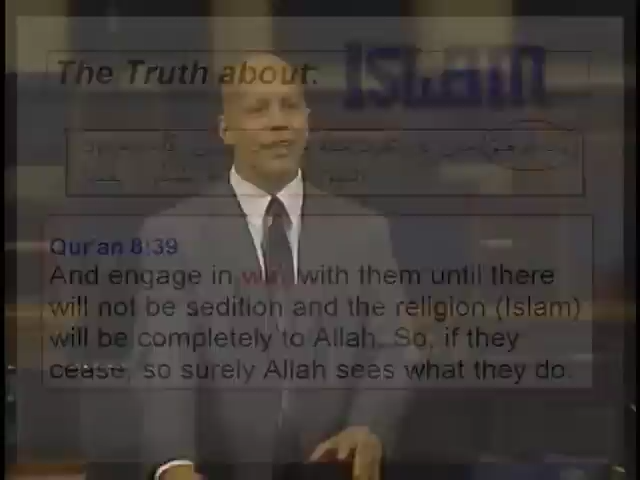 The Truth about: ISLAM
Qur'an 8:39
And engage in war with them until there
will not be sedition and the religion (Islam)
will be completely to Allah. So, if they
cease, so surely Allah sees what they do.